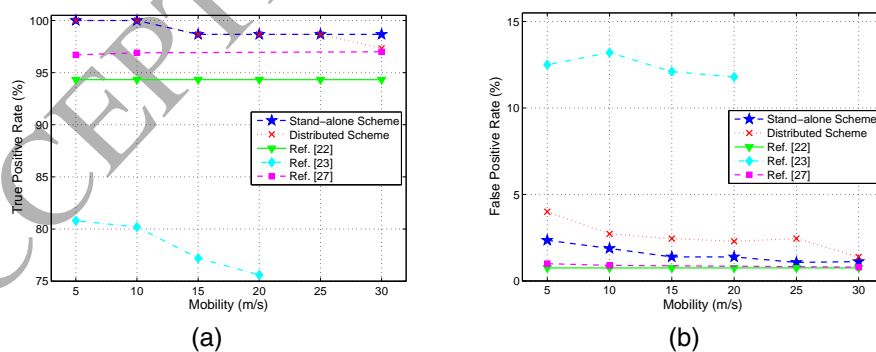 CCEPT
100
95
90
85
80
75
True Positive Rate (%)
Stand-alone Scheme
Distributed Scheme
Ref. [22]
Ref. [23]
Ref. [27]
5 10 15 20 25 30
Mobility (m/s)
(a)
15
10
5
0
False Positive Rate (%)
Stand-alone Scheme
Distributed Scheme
Ref. [22]
Ref. [23]
Ref. [27]
5 10 15 20 25 30
Mobility (m/s)
(b)